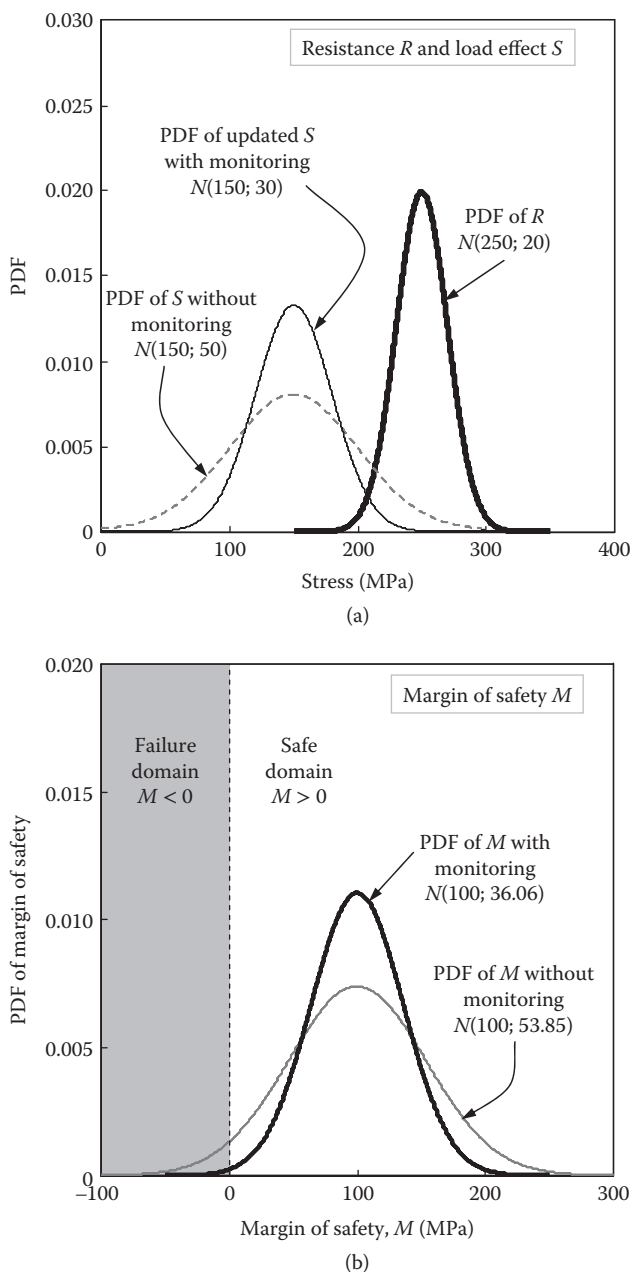 0.030
Resistance R and load effect S
0.025
PDF of updated S
with monitoring
N(150; 30)
0.020
PDF of R
N(250; 20)
PDF
0.015
PDF of S without
monitoring
N(150; 50)
0.010
0.005
0
0
100
200
300
400
Stress (MPa)
(a)
0.020
Margin of safety M
Failure
domain
M < 0
Safe
domain
M > 0
0.015
PDF of M with
monitoring
N(100; 36.06)
PDF of margin of safety
0.010
PDF of M without
monitoring
N(100; 53.85)
0.005
0
−100
0
100
200
300
Margin of safety, M (MPa)
(b)